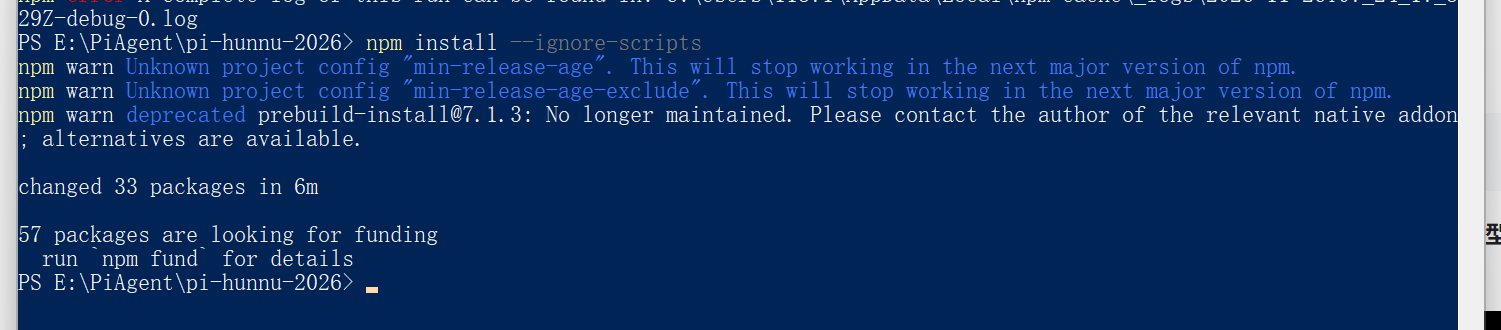 29Z-debug-0.log
PS E:\PiAgent\pi-hunnu-2026> npm install --ignore-scripts
npm warn Unknown project config "min-release-age". This will stop working in the next major version of npm.
npm warn Unknown project config "min-release-age-exclude". This will stop working in the next major version of npm.
npm warn deprecated prebuild-install@7.1.3: No longer maintained. Please contact the author of the relevant native addon
; alternatives are available.
changed 33 packages in 6m
57 packages are looking for funding
  run `npm fund` for details
PS E:\PiAgent\pi-hunnu-2026>
型